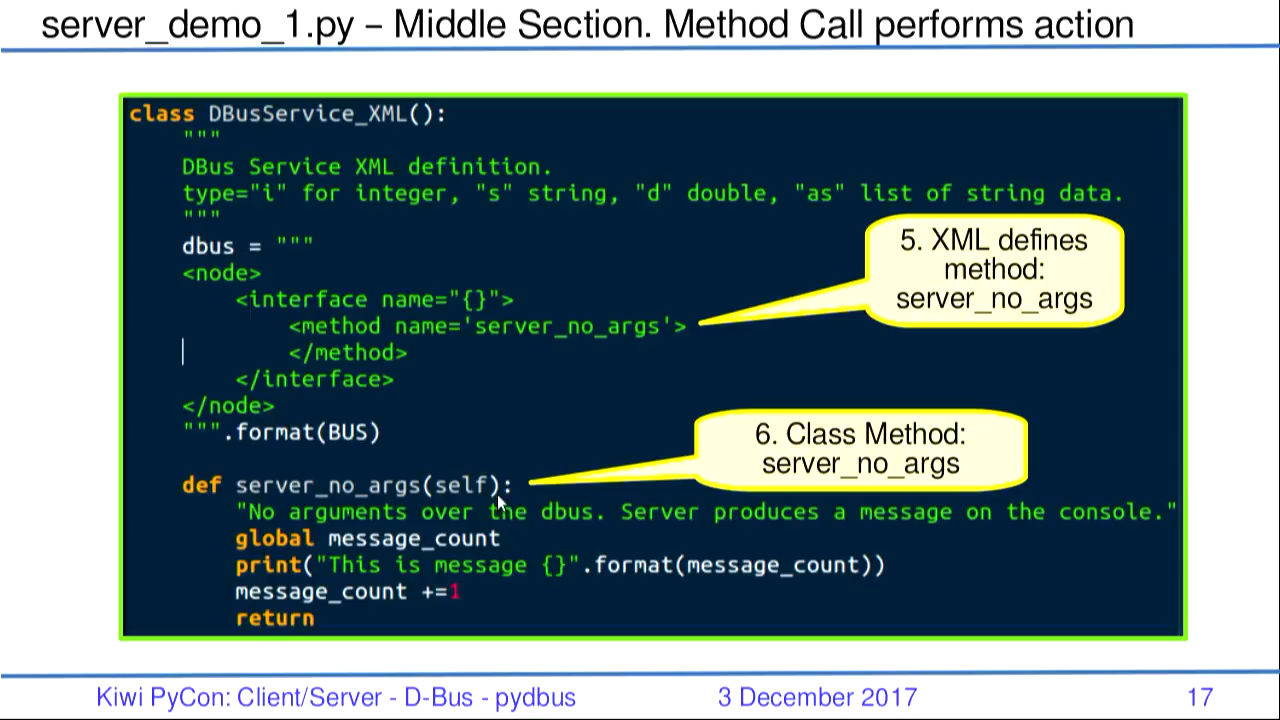 server_demo_1.py – Middle Section. Method Call performs action
class DBusService_XML():
"""
DBus Service XML definition.
type="i" for integer, "s" string, "d" double, "as" list of string data.
"""
dbus = """
<node>
<interface name="{}">
<method name='server_no_args'>
</method>
</interface>
</node>
""".format(BUS)
5. XML defines
method:
server_no_args
def server_no_args(self):
"No arguments over the dbus. Server produces a message on the console."
global message_count
print("This is message {}".format(message_count))
message_count +=1
return
6. Class Method:
server_no_args
Kiwi PyCon: Client/Server - D-Bus - pydbus
3 December 2017
17